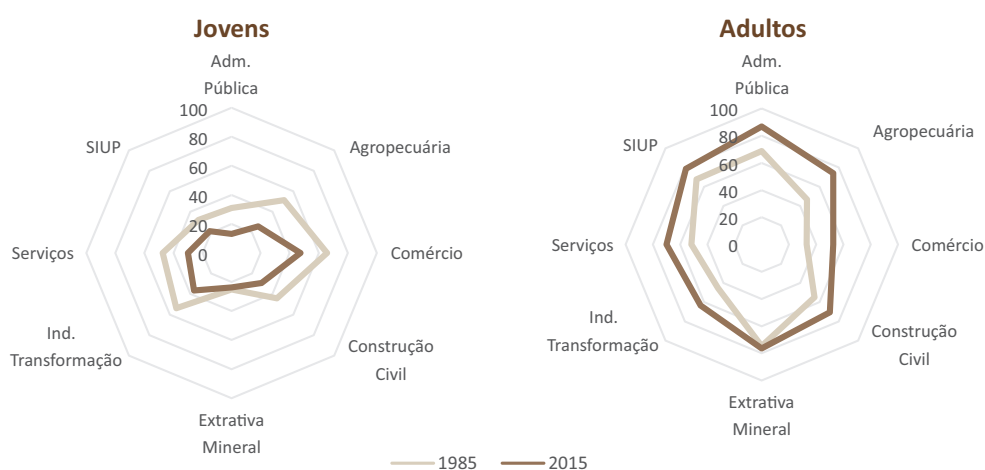 Jovens
Adm.
Pública
100
80
60
40
20
0
SIUP
Agropecuária
Serviços
Comércio
Ind.
Transformação
Construção
Civil
Extrativa
Mineral
Adultos
Adm.
Pública
100
80
60
40
20
0
SIUP
Agropecuária
Serviços
Comércio
Ind.
Transformação
Construção
Civil
Extrativa
Mineral
1985
2015